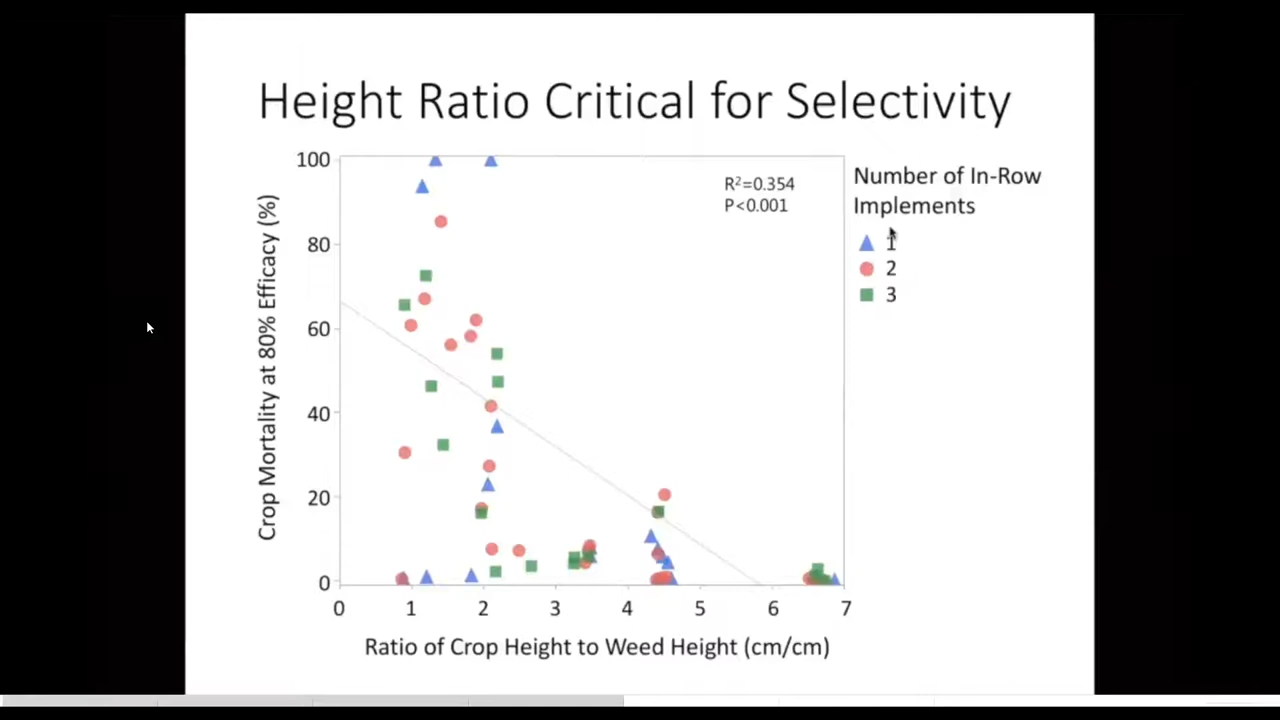 Height Ratio Critical for Selectivity
100
80
60
40
20
0
Crop Mortality at 80% Efficacy (%)
R²=0.354
P<0.001
Number of In-Row
Implements
1
2
3
0 1 2 3 4 5 6 7
Ratio of Crop Height to Weed Height (cm/cm)